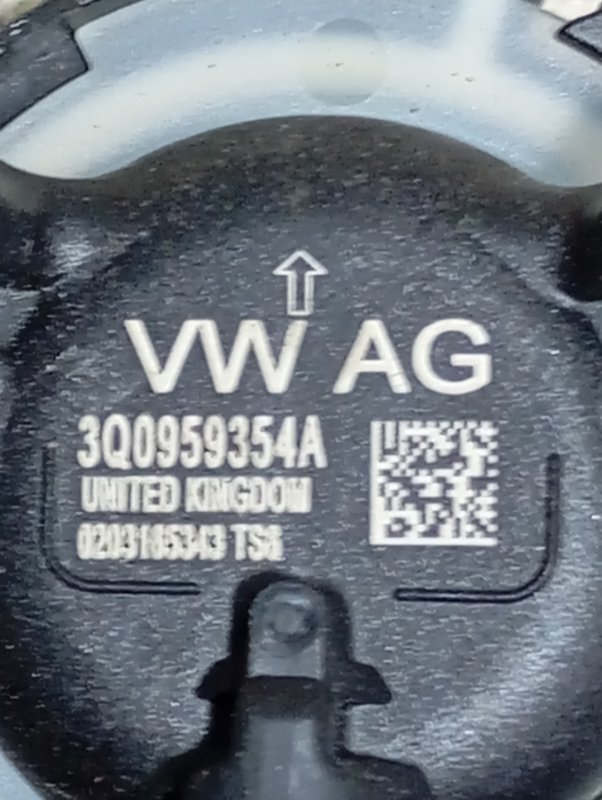 VW AG
3Q0959354A
UNITED KINGDOM
0203185343 TS8